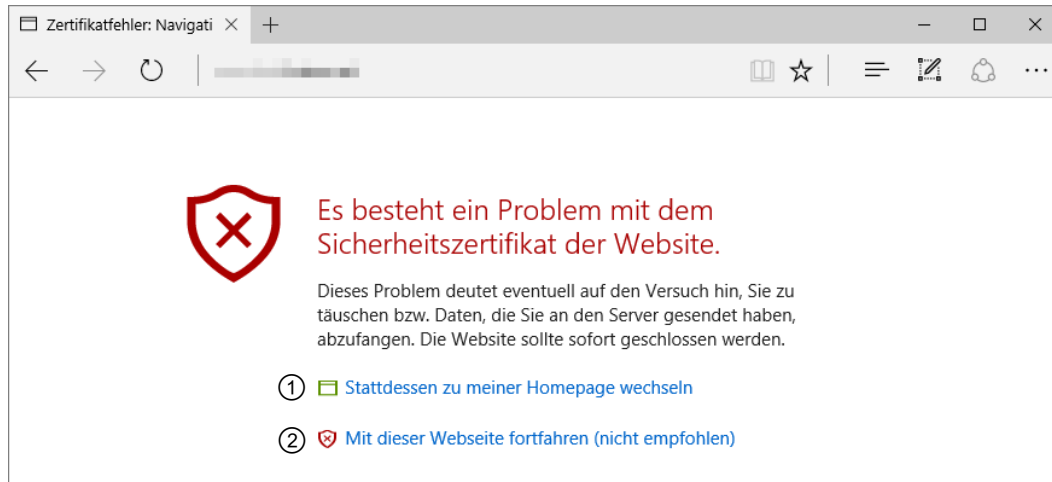 Zertifikatfehler: Navigati
Es besteht ein Problem mit dem
Sicherheitszertifikat der Website.
Dieses Problem deutet eventuell auf den Versuch hin, Sie zu
täuschen bzw. Daten, die Sie an den Server gesendet haben,
abzufangen. Die Website sollte sofort geschlossen werden.
1 Stattdessen zu meiner Homepage wechseln
2 Mit dieser Webseite fortfahren (nicht empfohlen)